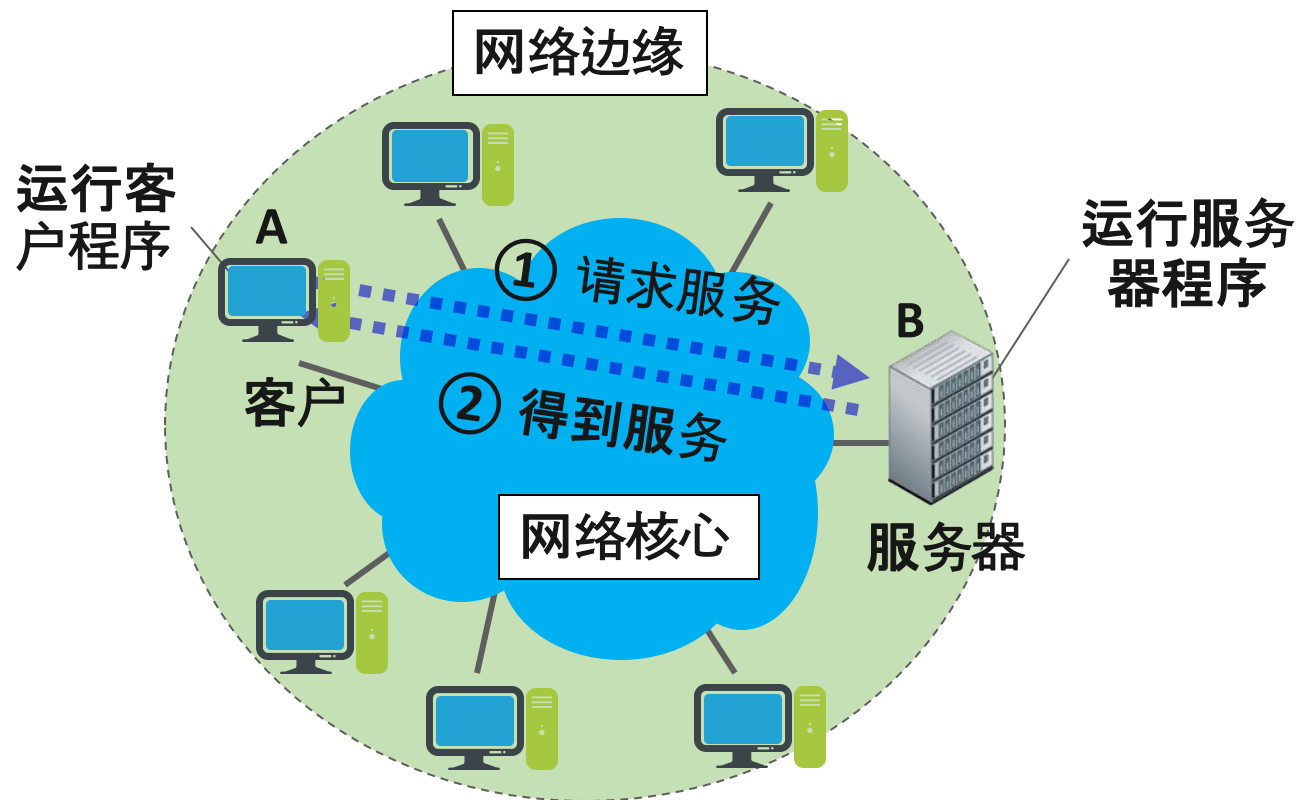 网络边缘
运行客
户程序
A
① 请求服务
运行服务
器程序
B
客户
② 得到服务
网络核心
服务器